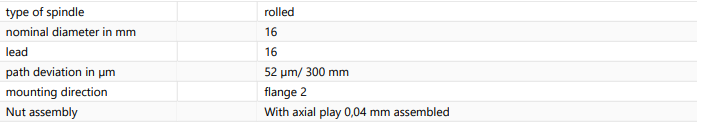 type of spindle rolled
nominal diameter in mm 16
lead 16
path deviation in µm 52 µm/ 300 mm
mounting direction flange 2
Nut assembly With axial play 0,04 mm assembled